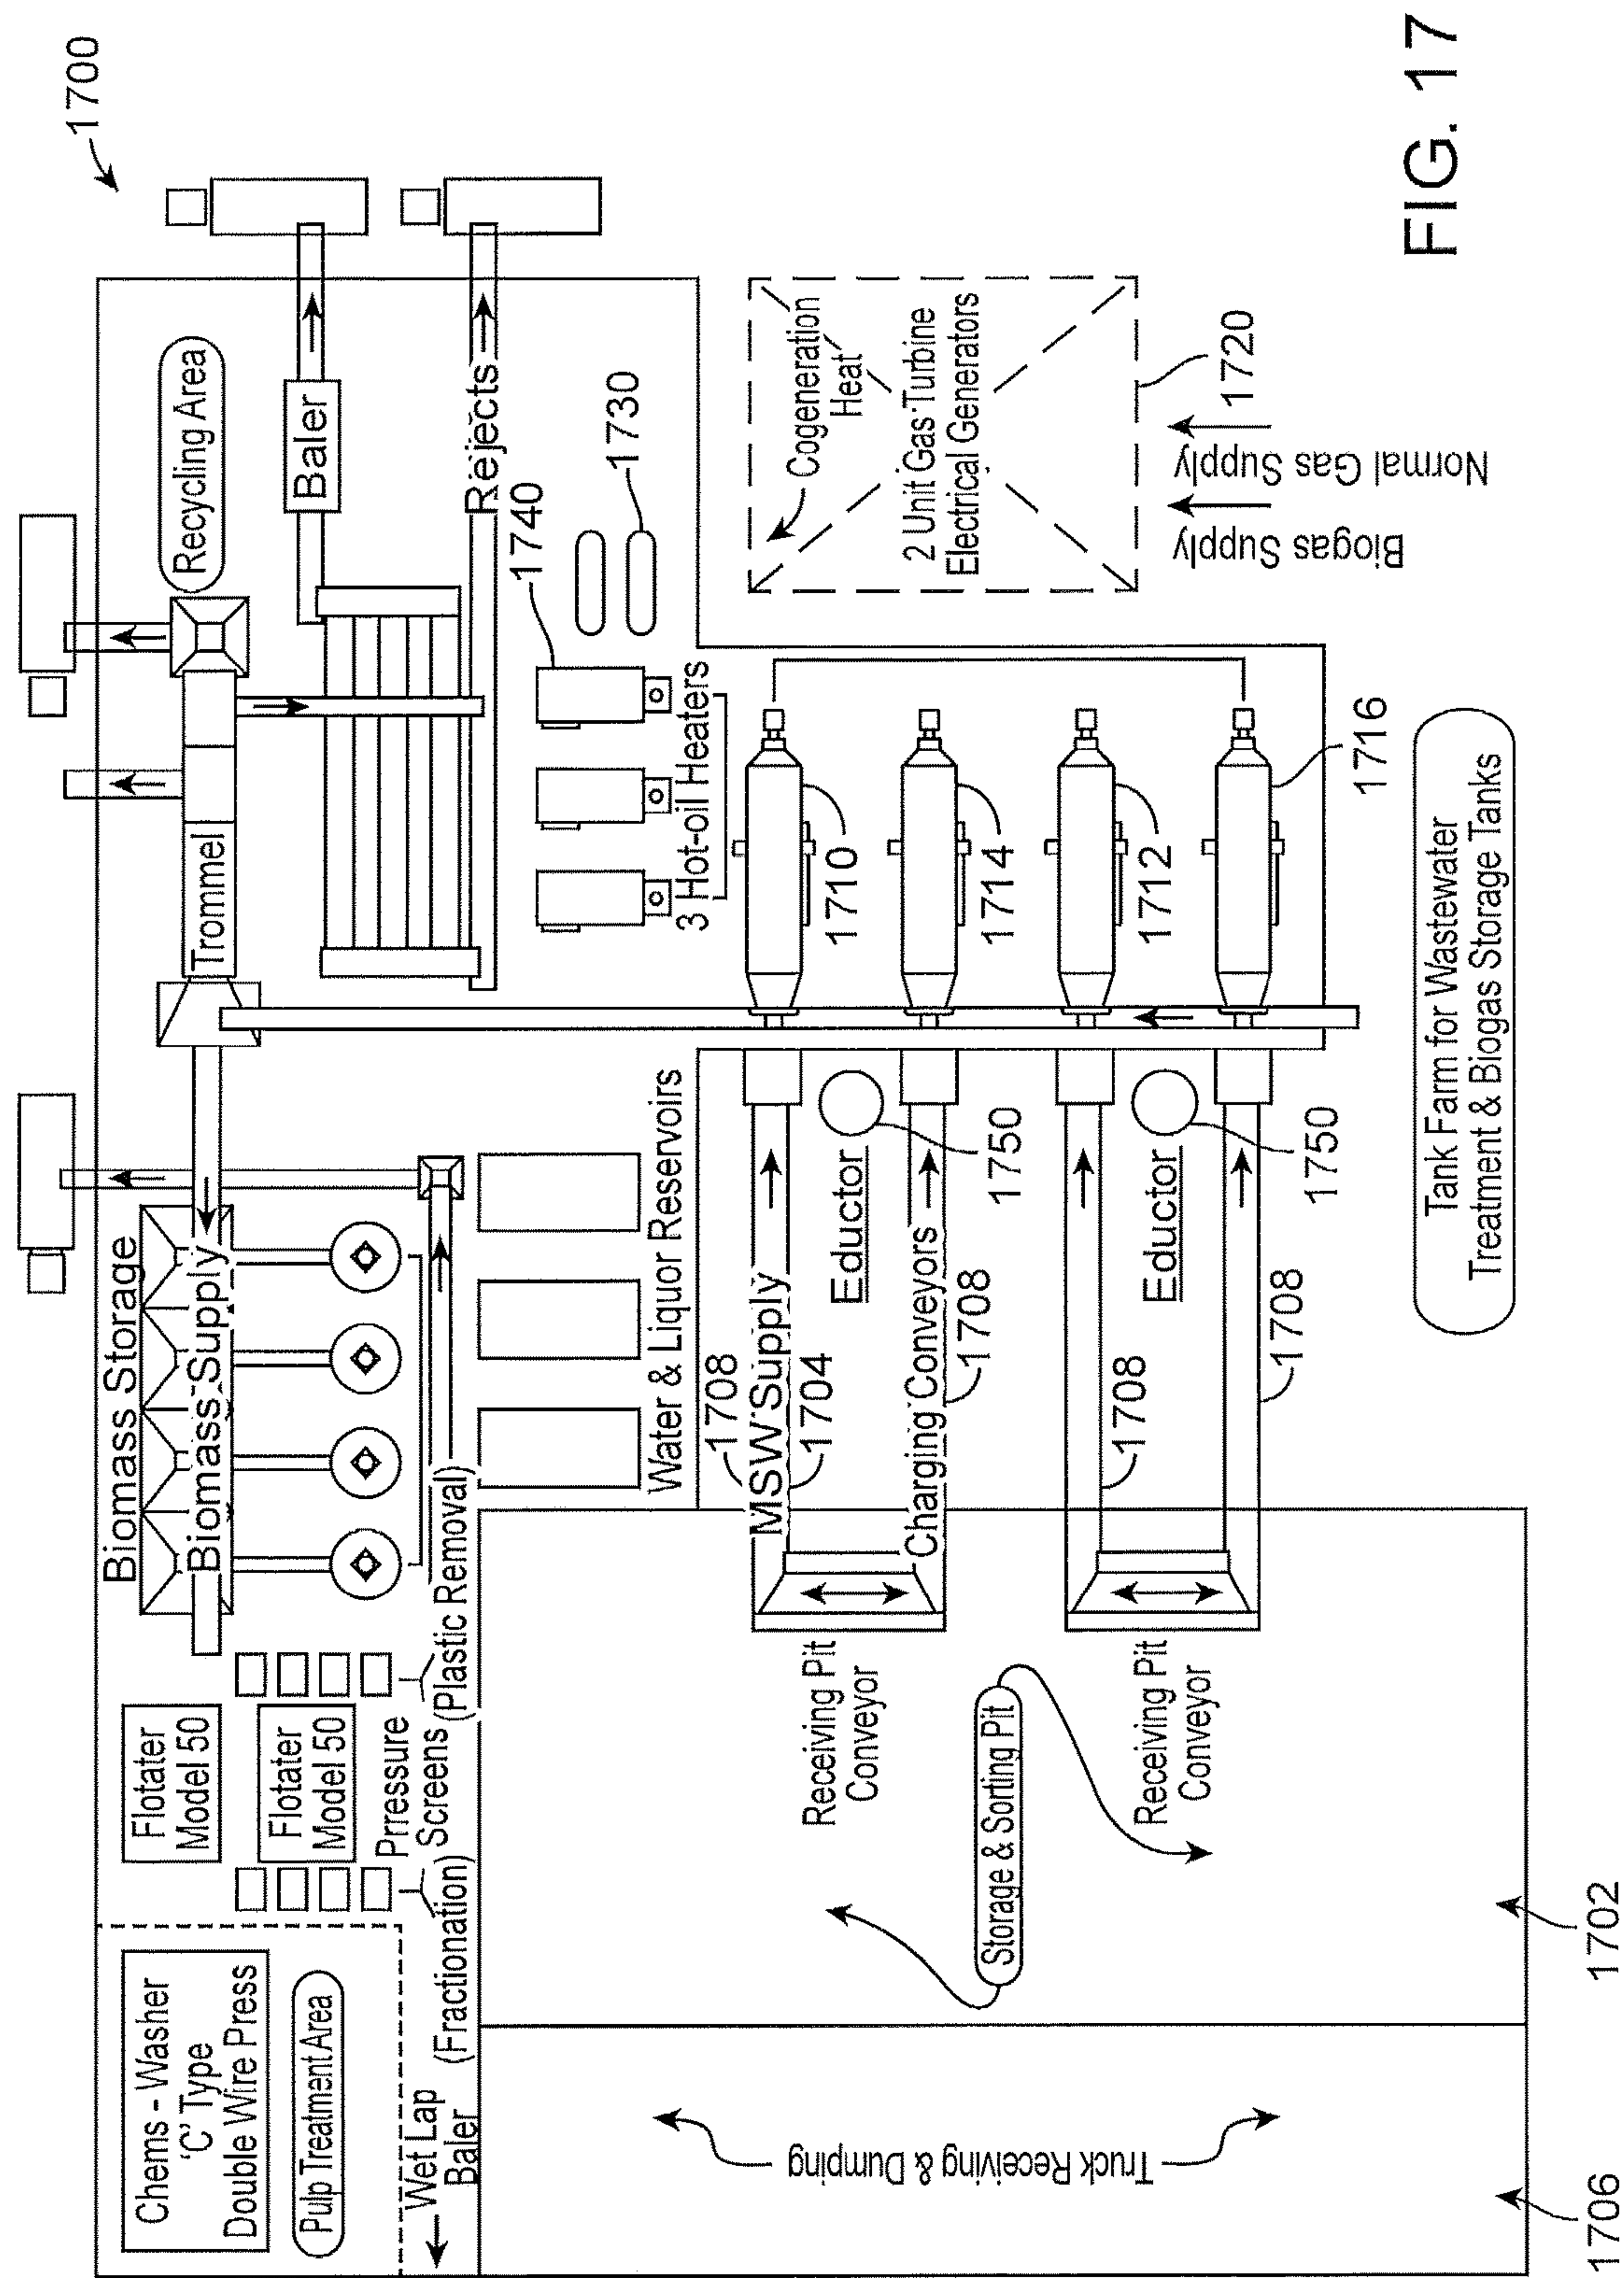 1700
Recycling Area
Baler
Rejects
Trommel
1740
1730
3 Hot-oil Heaters
Cogeneration
Heat
2 Unit Gas Turbine
Electrical Generators
1720
Normal Gas Supply
Biogas Supply
FIG. 17
1710
1714
1712
1716
Tank Farm for Wastewater
Treatment & Biogas Storage Tanks
Biomass Storage
Biomass Supply
Water & Liquor Reservoirs
1708
MSW Supply
1704
Eductor
1750
Charging Conveyors
1708
1708
Eductor
1750
1708
Flotater
Model 50
Flotater
Model 50
Prressure
Screens
(Plastic Removal)
(Fractionation)
Chems - Washer
'C' Type
Double Wire Press
Pulp Treatment Area
Wet Lap
Baler
Receiving Pit
Conveyor
Storage & Sorting Pit
Receiving Pit
Conveyor
Truck Receiving & Dumping
1702
1706